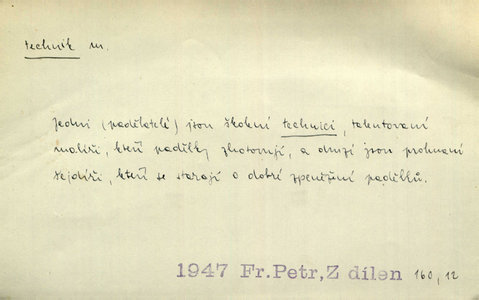 technik m.
Jedni (padělatelé) jsou školení technici, talentovaní
malíři, kteří padělky zhotovují, a druzí jsou prohnaní
šejdíři, kteří se starají o dobré zpeněžení padělků.
1947 Fr.Petr,Z dílen 160,12